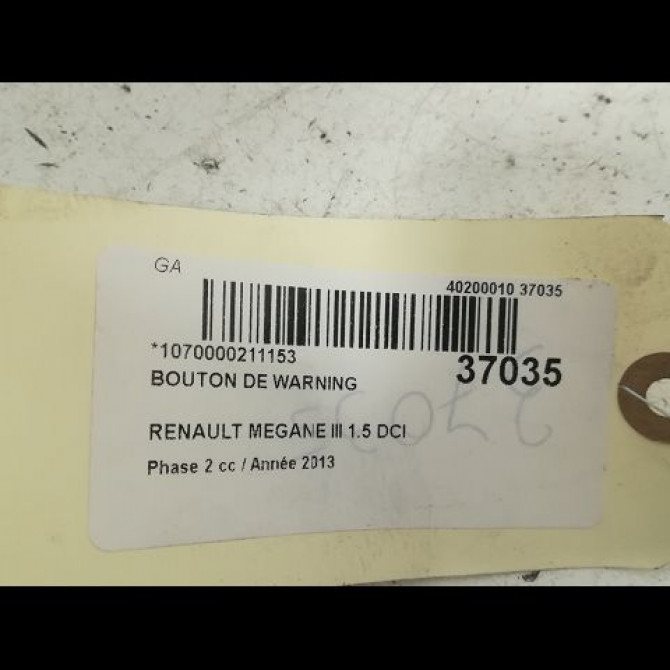 GA
40200010 37035
*1070000211153
37035
BOUTON DE WARNING
RENAULT MEGANE III 1.5 DCI
Phase 2 cc / Année 2013